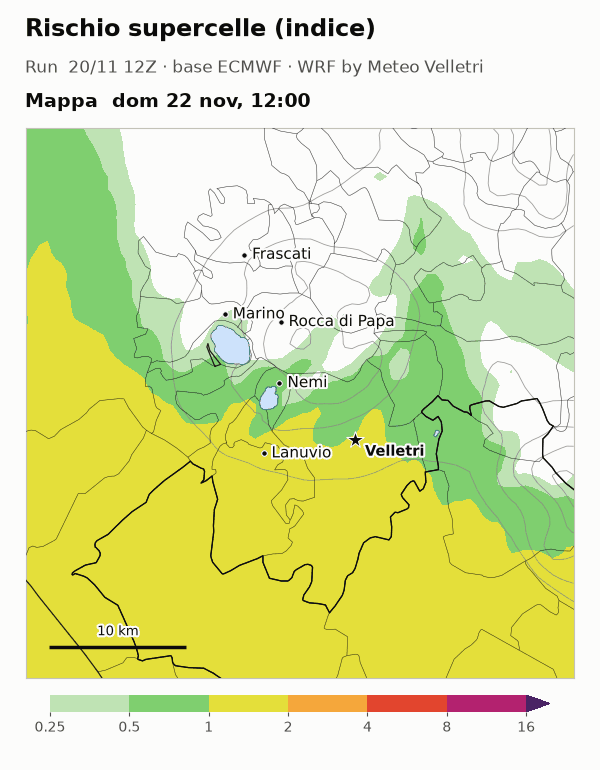 Rischio supercelle (indice)
Run  20/11 12Z · base ECMWF · WRF by Meteo Velletri
Mappa  dom 22 nov, 12:00
Frascati
Marino
Rocca di Papa
Nemi
Velletri
Lanuvio
10 km
0.25 0.5 1 2 4 8 16